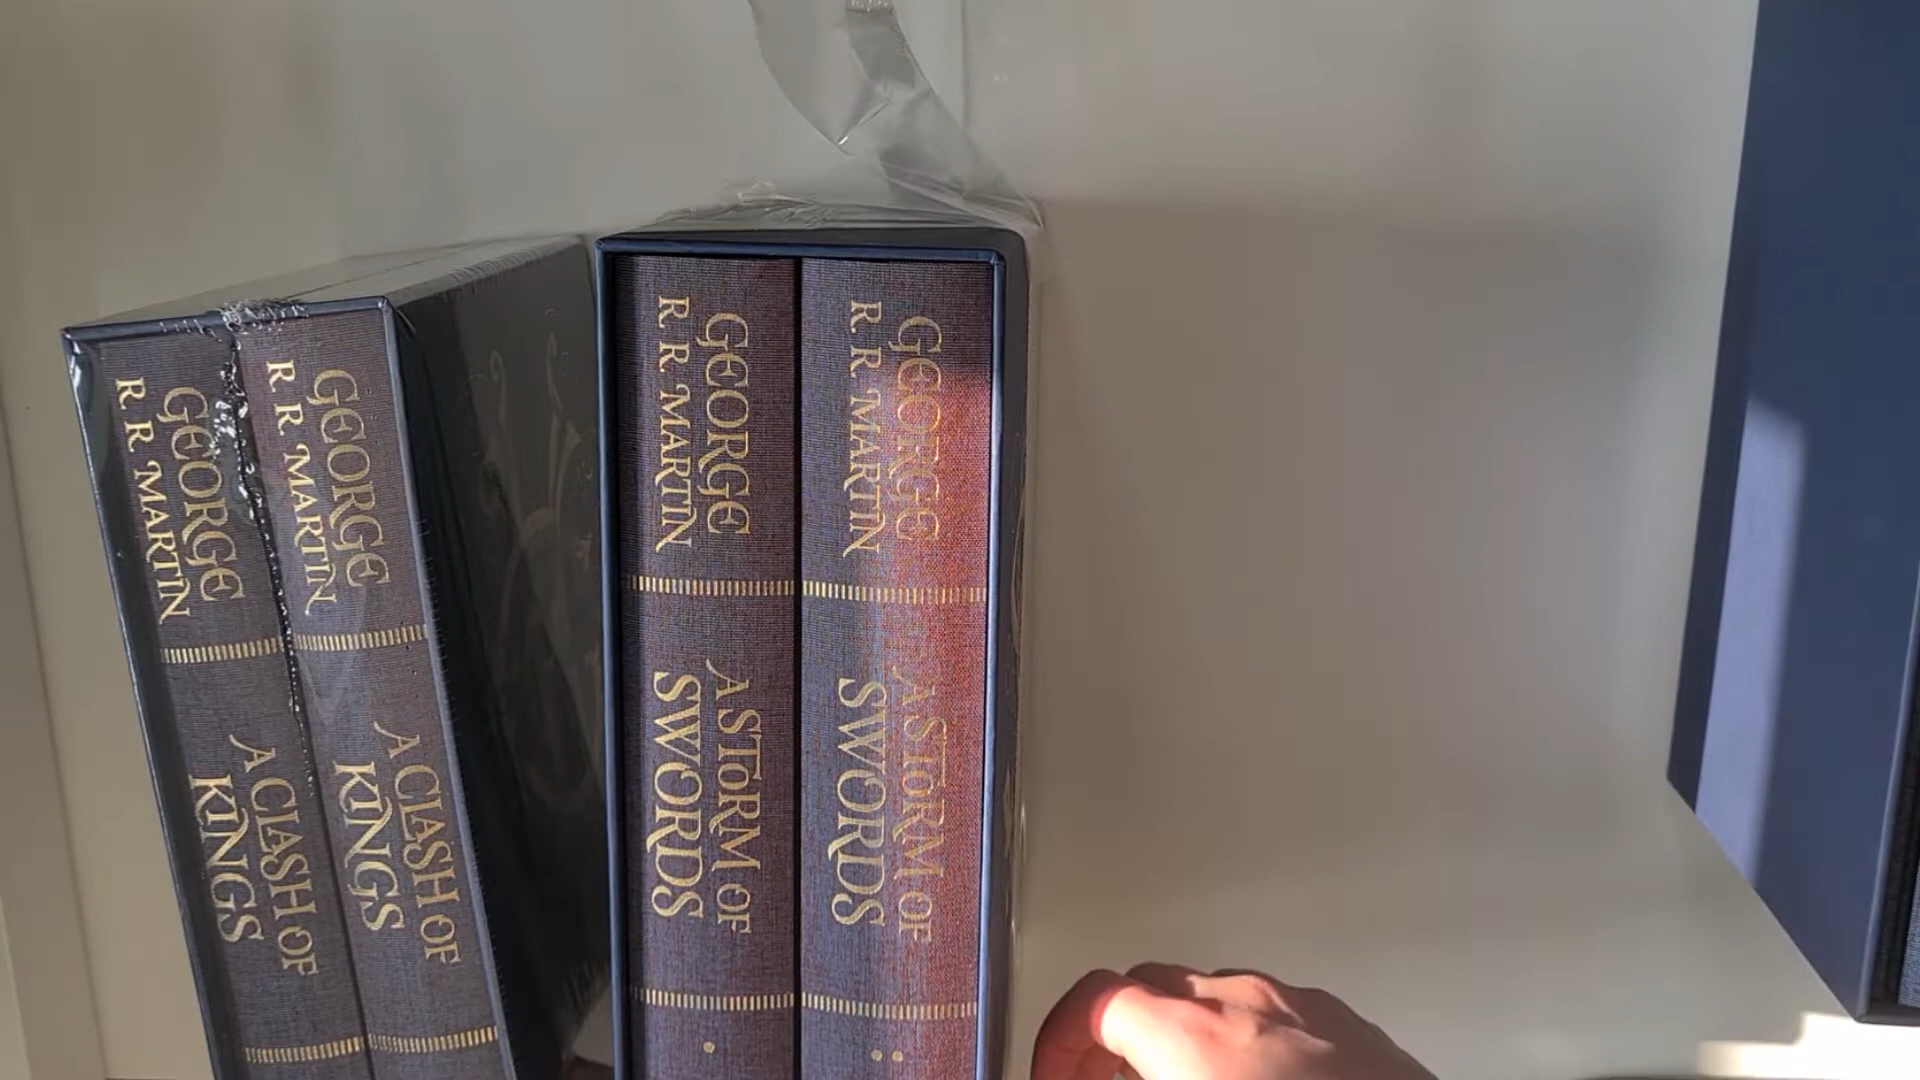 GEORGE
R. R. MARTIN
A CLASH OF
KINGS
GEORGE
R. R. MARTIN
A CLASH OF
KINGS
GEORGE
R. R. MARTIN
A STORM OF
SWORDS
GEORGE
R. R. MARTIN
A STORM OF
SWORDS